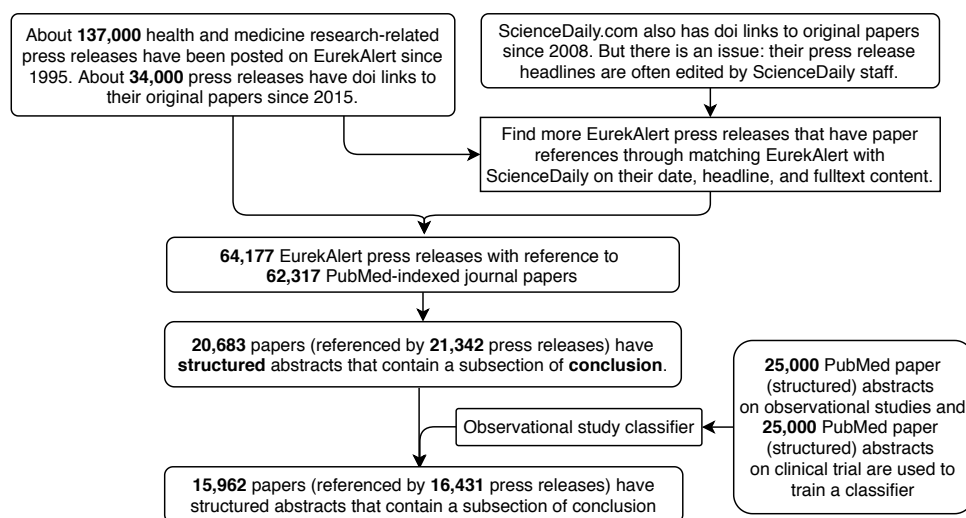 About 137,000 health and medicine research-related
press releases have been posted on EurekAlert since
1995. About 34,000 press releases have doi links to
their original papers since 2015.
ScienceDaily.com also has doi links to original papers
since 2008. But there is an issue: their press release
headlines are often edited by ScienceDaily staff.
Find more EurekAlert press releases that have paper
references through matching EurekAlert with
ScienceDaily on their date, headline, and fulltext content.
64,177 EurekAlert press releases with reference to
62,317 PubMed-indexed journal papers
20,683 papers (referenced by 21,342 press releases) have
structured abstracts that contain a subsection of conclusion.
25,000 PubMed paper
(structured) abstracts
on observational studies and
25,000 PubMed paper
(structured) abstracts
on clinical trial are used to
train a classifier
Observational study classifier
15,962 papers (referenced by 16,431 press releases) have
structured abstracts that contain a subsection of conclusion